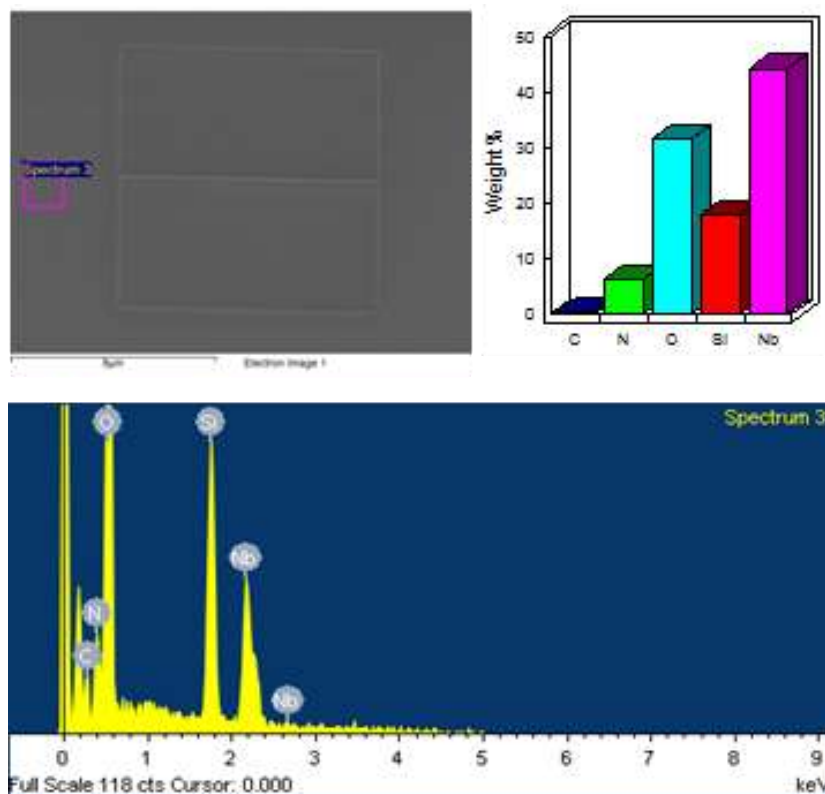 Spectrum 3
5µm
Electron Image 1
Weight %
50
40
30
20
10
0
C N O Si Nb
Spectrum 3
O
Si
Nb
N
C
Nb
0 1 2 3 4 5 6 7 8 9
Full Scale 118 cts Cursor: 0.000
keV